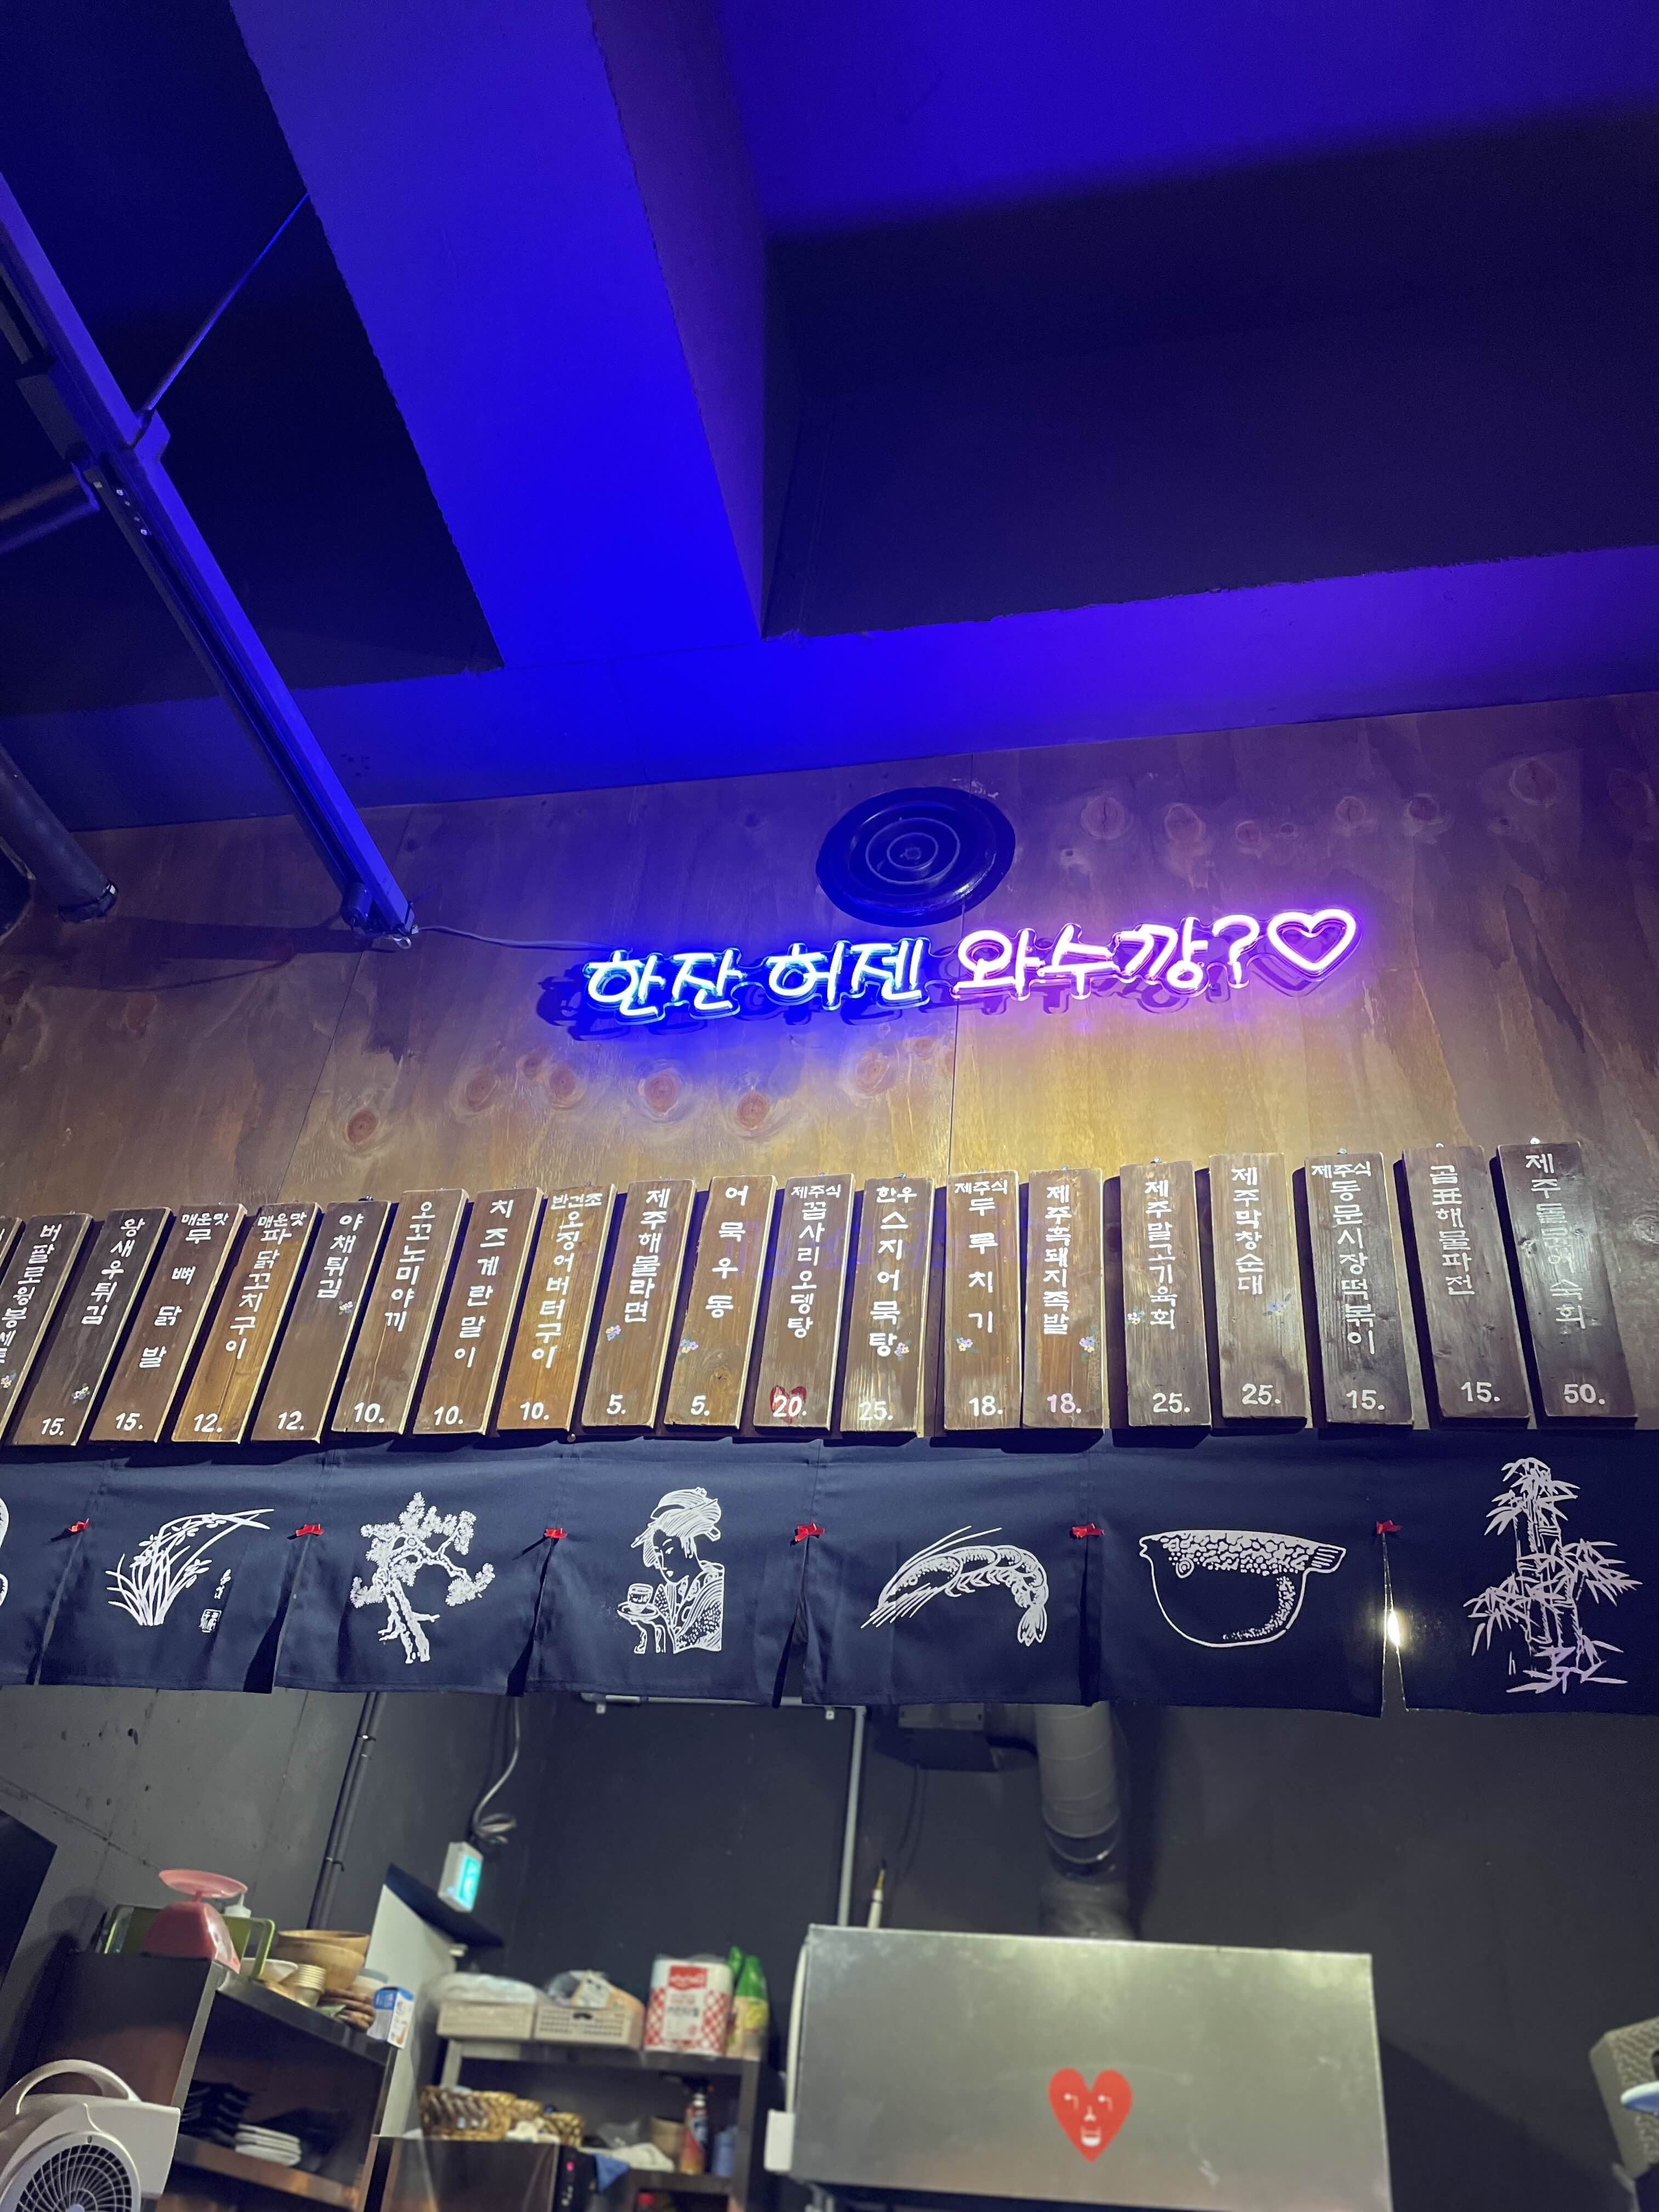 한잔 허젠 와수깡?♡
버팔로윙봉세트
15.
왕새우튀김
15.
매운맛
무뼈닭발
12.
매운맛
파닭꼬치구이
12.
야채튀김
10.
오꼬노미야끼
10.
치즈계란말이
10.
반건조
오징어버터구이
5.
제주해물라면
5.
어묵우동
20.
제주식
꼴사리오뎅탕
25.
한우
스지어묵탕
18.
제주식
두루치기
18.
제주흑돼지족발
25.
제주말고기육회
25.
제주막창순대
15.
제주식
동문시장떡볶이
15.
곰표해물파전
50.
제주돌문어숙회